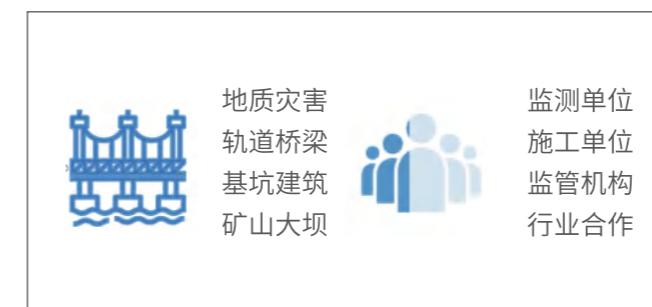 地质灾害
轨道桥梁
基坑建筑
矿山大坝
监测单位
施工单位
监管机构
行业合作